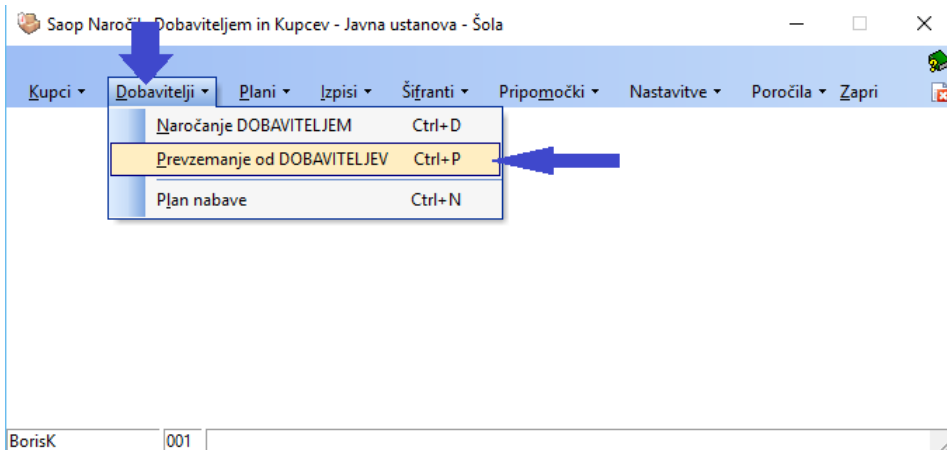 Saop Naročila Dobaviteljem in Kupcev - Javna ustanova - Šola
Kupci Dobavitelji Plani Izpisi Šifranti Pripomočki Nastavitve Poročila Zapri
Naročanje DOBAVITELJEM Ctrl+D
Prevzemanje od DOBAVITELJEV Ctrl+P
Plan nabave Ctrl+N
BorisK 001